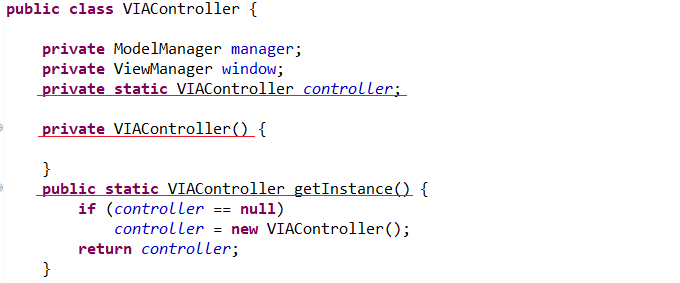 public class VIAController {
private ModelManager manager;
private ViewManager window;
private static VIAController controller;
private VIAController() {
}
public static VIAController getInstance() {
if (controller == null)
controller = new VIAController();
return controller;
}